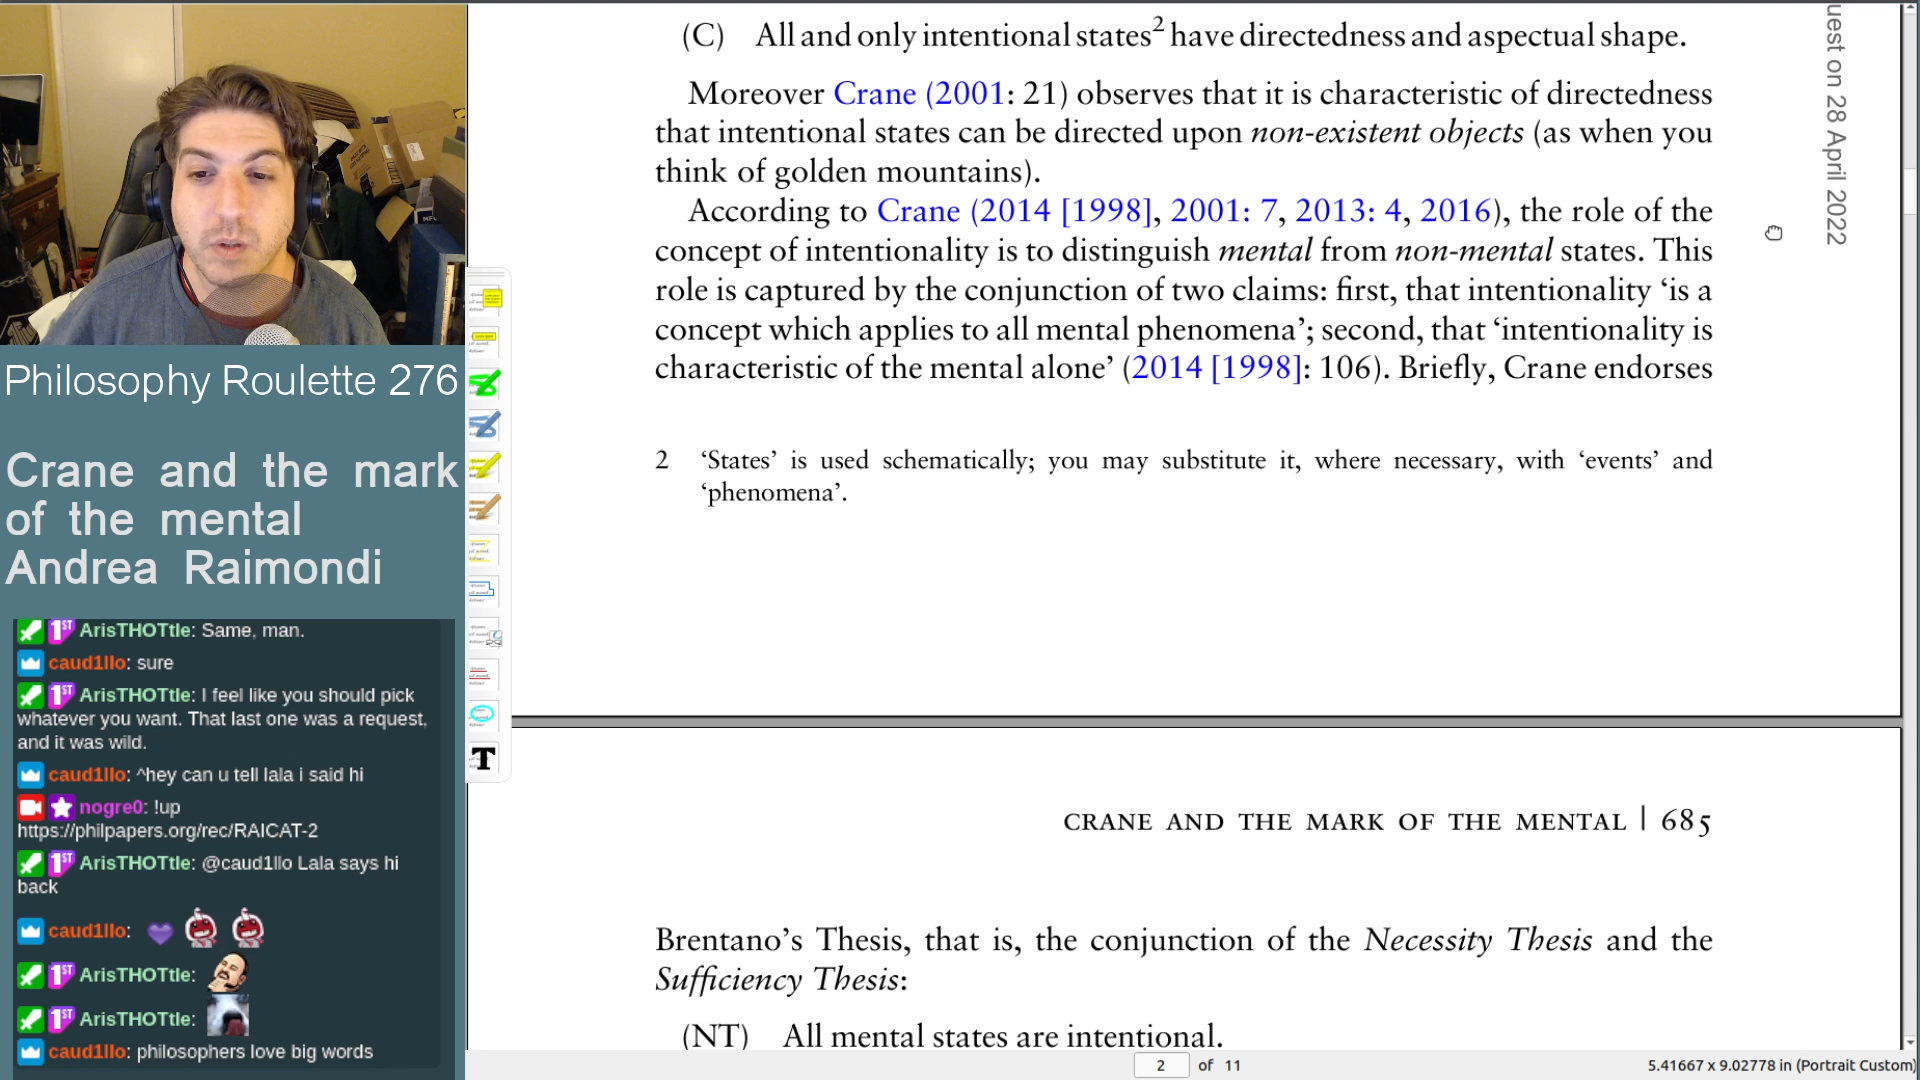 (C) All and only intentional states2 have directedness and aspectual shape.
Moreover Crane (2001: 21) observes that it is characteristic of directedness
that intentional states can be directed upon non-existent objects (as when you
think of golden mountains).
According to Crane (2014 [1998], 2001: 7, 2013: 4, 2016), the role of the
concept of intentionality is to distinguish mental from non-mental states. This
role is captured by the conjunction of two claims: first, that intentionality ‘is a
concept which applies to all mental phenomena’; second, that ‘intentionality is
characteristic of the mental alone’ (2014 [1998]: 106). Briefly, Crane endorses
2 ‘States’ is used schematically; you may substitute it, where necessary, with ‘events’ and
‘phenomena’.
uest on 28 April 2022
CRANE AND THE MARK OF THE MENTAL | 685
Brentano’s Thesis, that is, the conjunction of the Necessity Thesis and the
Sufficiency Thesis:
(NT) All mental states are intentional.
2 of 11
5.41667 x 9.02778 in (Portrait Custom)
Philosophy Roulette 276
Crane and the mark
of the mental
Andrea Raimondi
1ST ArisTHOTtle: Same, man.
caud1llo: sure
1ST ArisTHOTtle: I feel like you should pick
whatever you want. That last one was a request,
and it was wild.
caud1llo: ^hey can u tell lala i said hi
nogre0: !up
https://philpapers.org/rec/RAICAT-2
1ST ArisTHOTtle: @caud1llo Lala says hi
back
caud1llo:
1ST ArisTHOTtle:
1ST ArisTHOTtle:
caud1llo: philosophers love big words
T